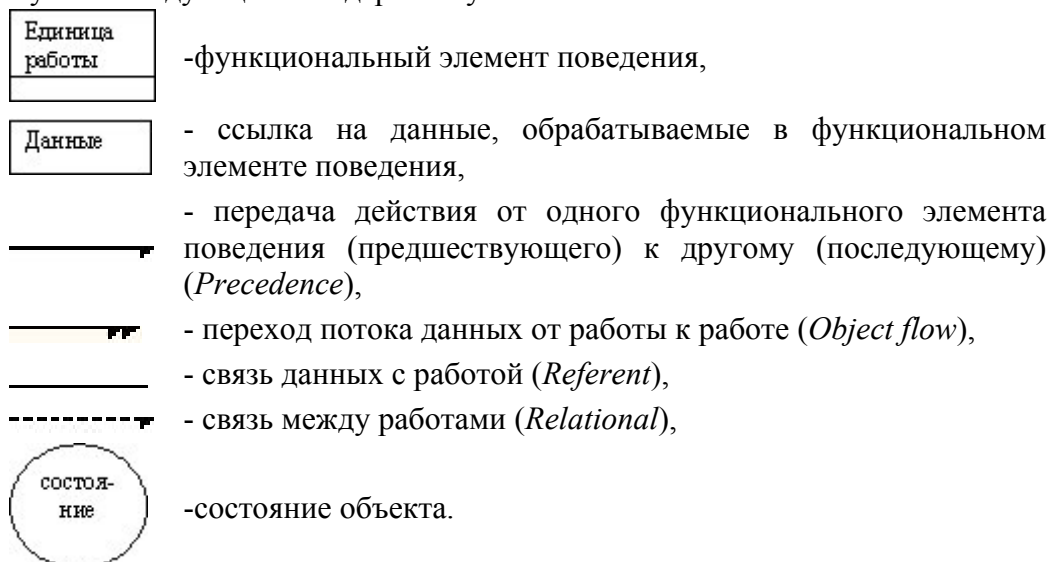 Единица
работы
-функциональный элемент поведения,
Данные
- ссылка на данные, обрабатываемые в функциональном
элементе поведения,
- передача действия от одного функционального элемента
поведения (предшествующего) к другому (последующему)
(Precedence),
- переход потока данных от работы к работе (Object flow),
- связь данных с работой (Referent),
- связь между работами (Relational),
состоя-
ние
-состояние объекта.